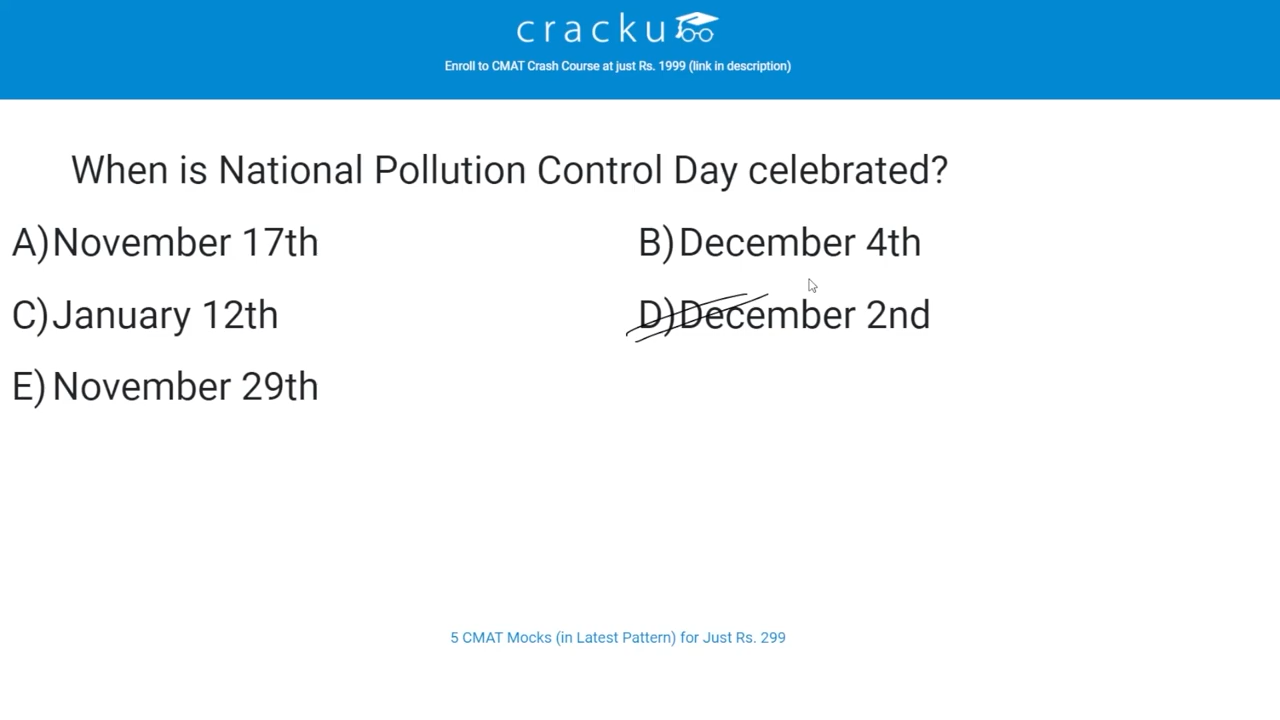 cracku
Enroll to CMAT Crash Course at just Rs. 1999 (link in description)
When is National Pollution Control Day celebrated?
A)November 17th
B)December 4th
C)January 12th
D)December 2nd
E)November 29th
5 CMAT Mocks (in Latest Pattern) for Just Rs. 299